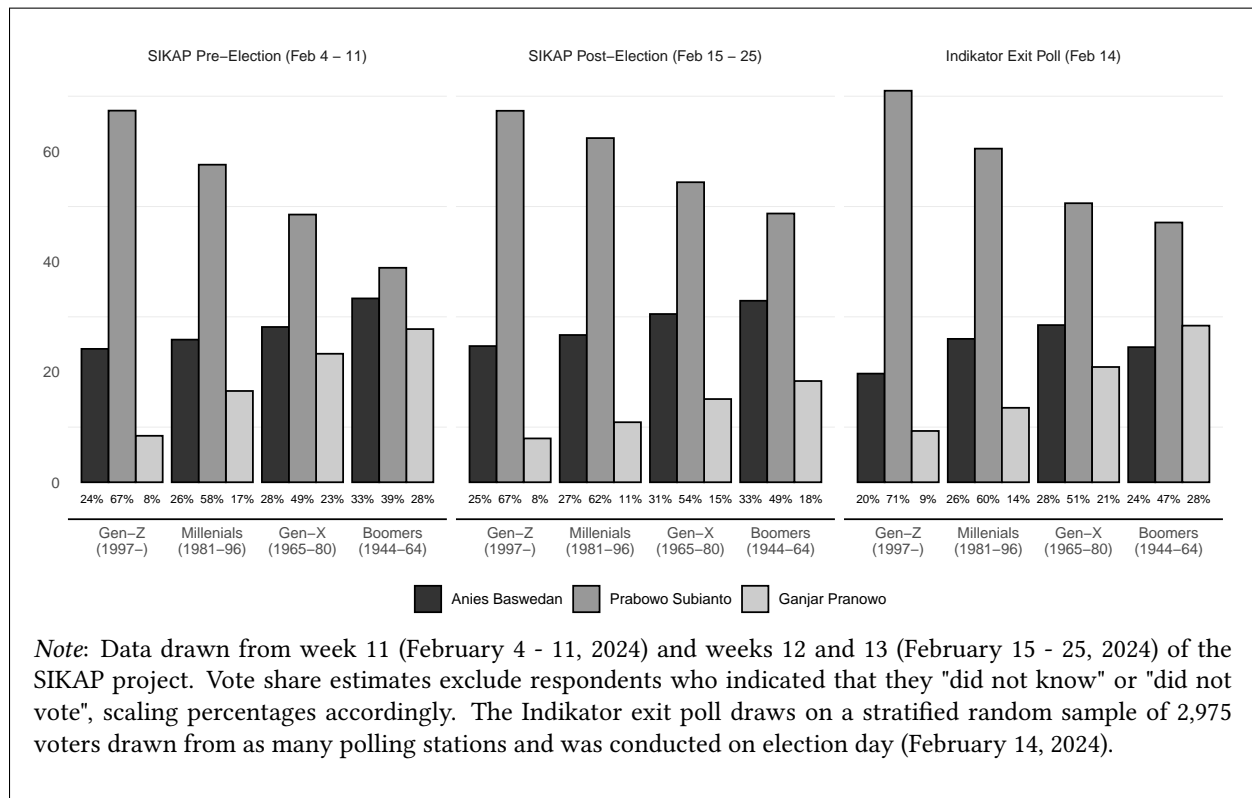 SIKAP Pre–Election (Feb 4 – 11)
SIKAP Post–Election (Feb 15 – 25)
Indikator Exit Poll (Feb 14)
60
40
20
0
24% 67% 8% 26% 58% 17% 28% 49% 23% 33% 39% 28%
25% 67% 8% 27% 62% 11% 31% 54% 15% 33% 49% 18%
20% 71% 9% 26% 60% 14% 28% 51% 21% 24% 47% 28%
Gen–Z Millenials Gen–X Boomers
(1997–) (1981–96) (1965–80) (1944–64)
Gen–Z Millenials Gen–X Boomers
(1997–) (1981–96) (1965–80) (1944–64)
Gen–Z Millenials Gen–X Boomers
(1997–) (1981–96) (1965–80) (1944–64)
Anies Baswedan Prabowo Subianto Ganjar Pranowo
Note: Data drawn from week 11 (February 4 - 11, 2024) and weeks 12 and 13 (February 15 - 25, 2024) of the
SIKAP project. Vote share estimates exclude respondents who indicated that they "did not know" or "did not
vote", scaling percentages accordingly. The Indikator exit poll draws on a stratified random sample of 2,975
voters drawn from as many polling stations and was conducted on election day (February 14, 2024).